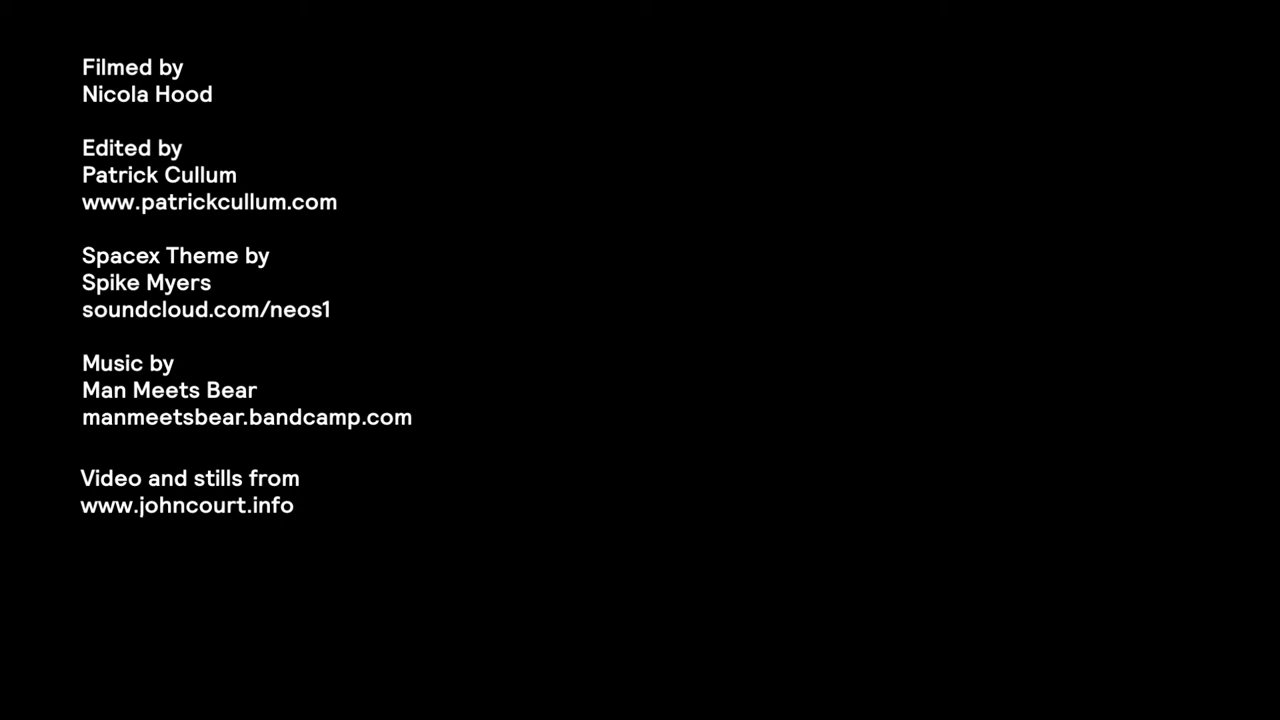 Filmed by
Nicola Hood
Edited by
Patrick Cullum
www.patrickcullum.com
Spacex Theme by
Spike Myers
soundcloud.com/neos1
Music by
Man Meets Bear
manmeetsbear.bandcamp.com
Video and stills from
www.johncourt.info